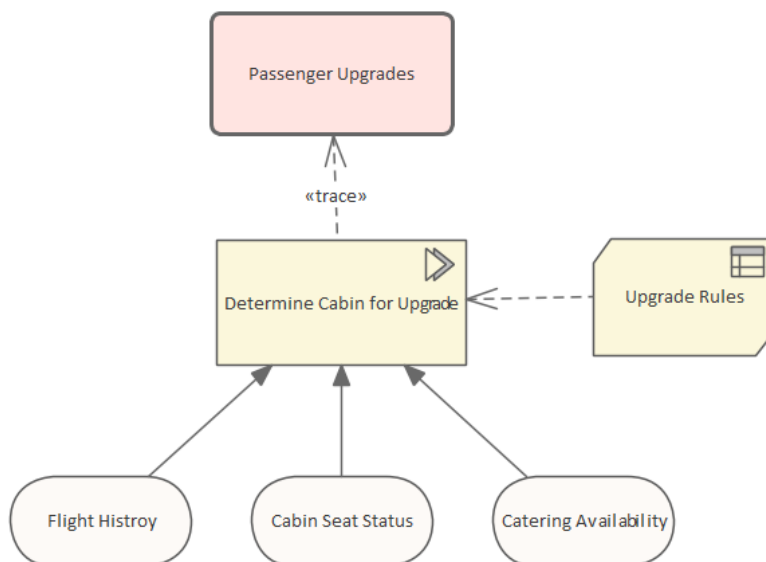 Passenger Upgrades
«trace»
Determine Cabin for Upgrade
Upgrade Rules
Flight Histroy
Cabin Seat Status
Catering Availability